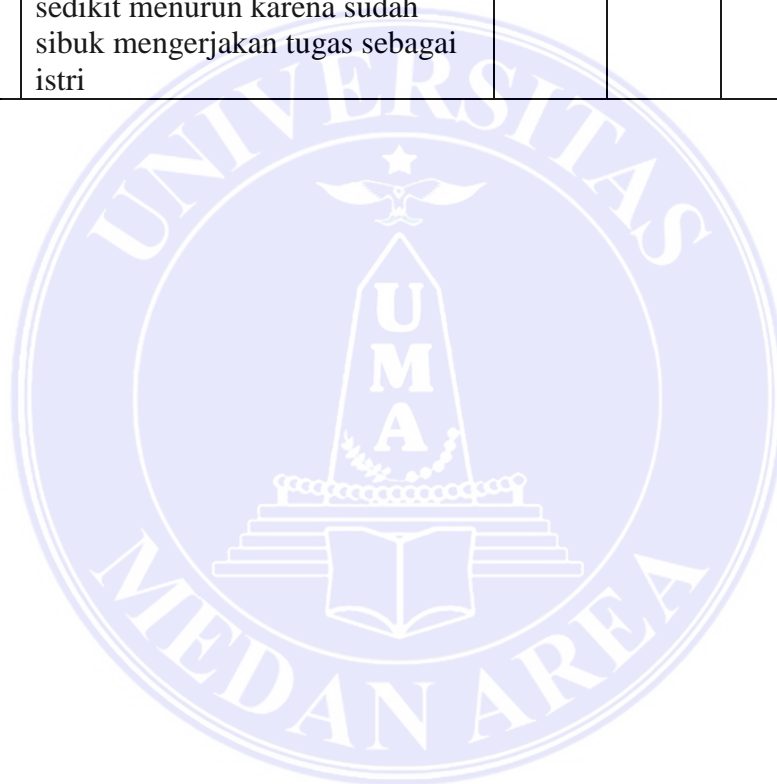 sedikit menurun karena sudah
sibuk mengerjakan tugas sebagai
istri
UNIVERSITAS
U
M
A
MEDAN AREA